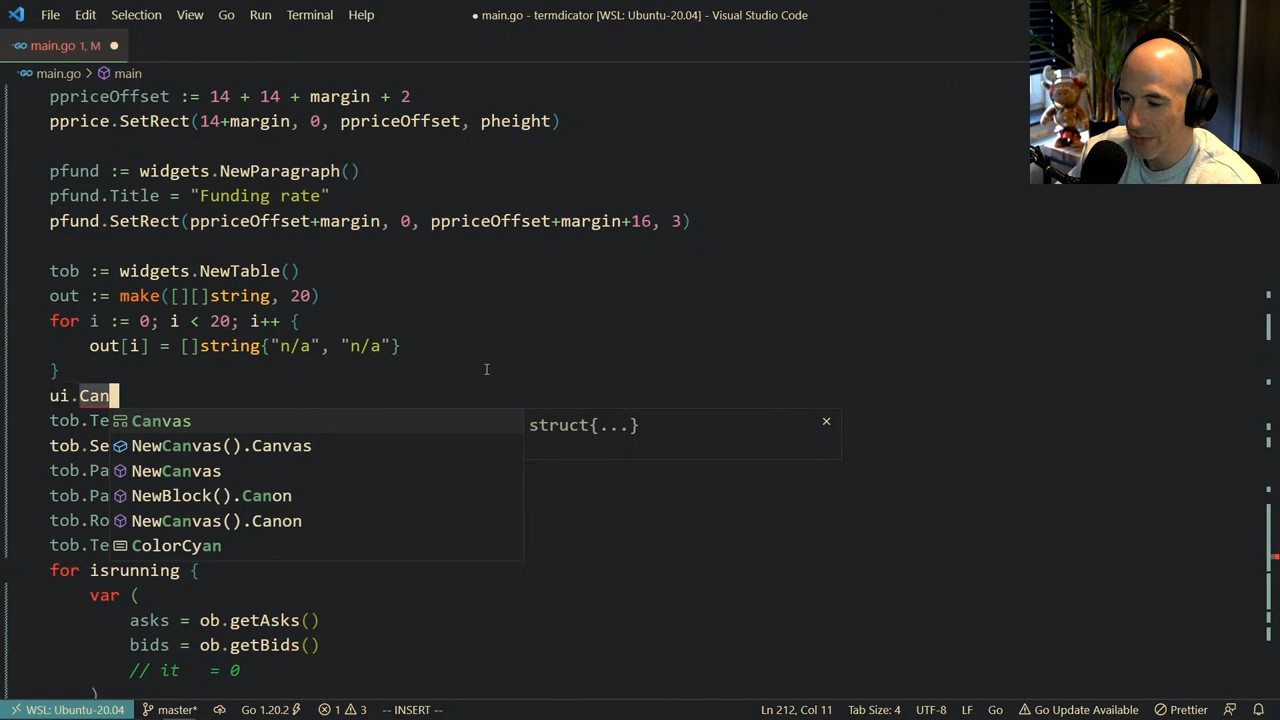 File Edit Selection View Go Run Terminal Help
● main.go - termdicator [WSL: Ubuntu-20.04] - Visual Studio Code
main.go 1, M ●
main.go > main
ppriceOffset := 14 + 14 + margin + 2
pprice.SetRect(14+margin, 0, ppriceOffset, pheight)
pfund := widgets.NewParagraph()
pfund.Title = "Funding rate"
pfund.SetRect(ppriceOffset+margin, 0, ppriceOffset+margin+16, 3)
tob := widgets.NewTable()
out := make([][]string, 20)
for i := 0; i < 20; i++ {
out[i] = []string{"n/a", "n/a"}
}
ui.Can
tob.Te Canvas struct{...} ×
tob.Se NewCanvas().Canvas
tob.Pa NewCanvas
tob.Pa NewBlock().Canon
tob.Ro NewCanvas().Canon
tob.Te ColorCyan
for isrunning {
var (
asks = ob.getAsks()
bids = ob.getBids()
// it = 0
)
WSL: Ubuntu-20.04 master* Go 1.20.2 1 3 -- INSERT -- Ln 212, Col 11 Tab Size: 4 UTF-8 LF Go Go Update Available Prettier